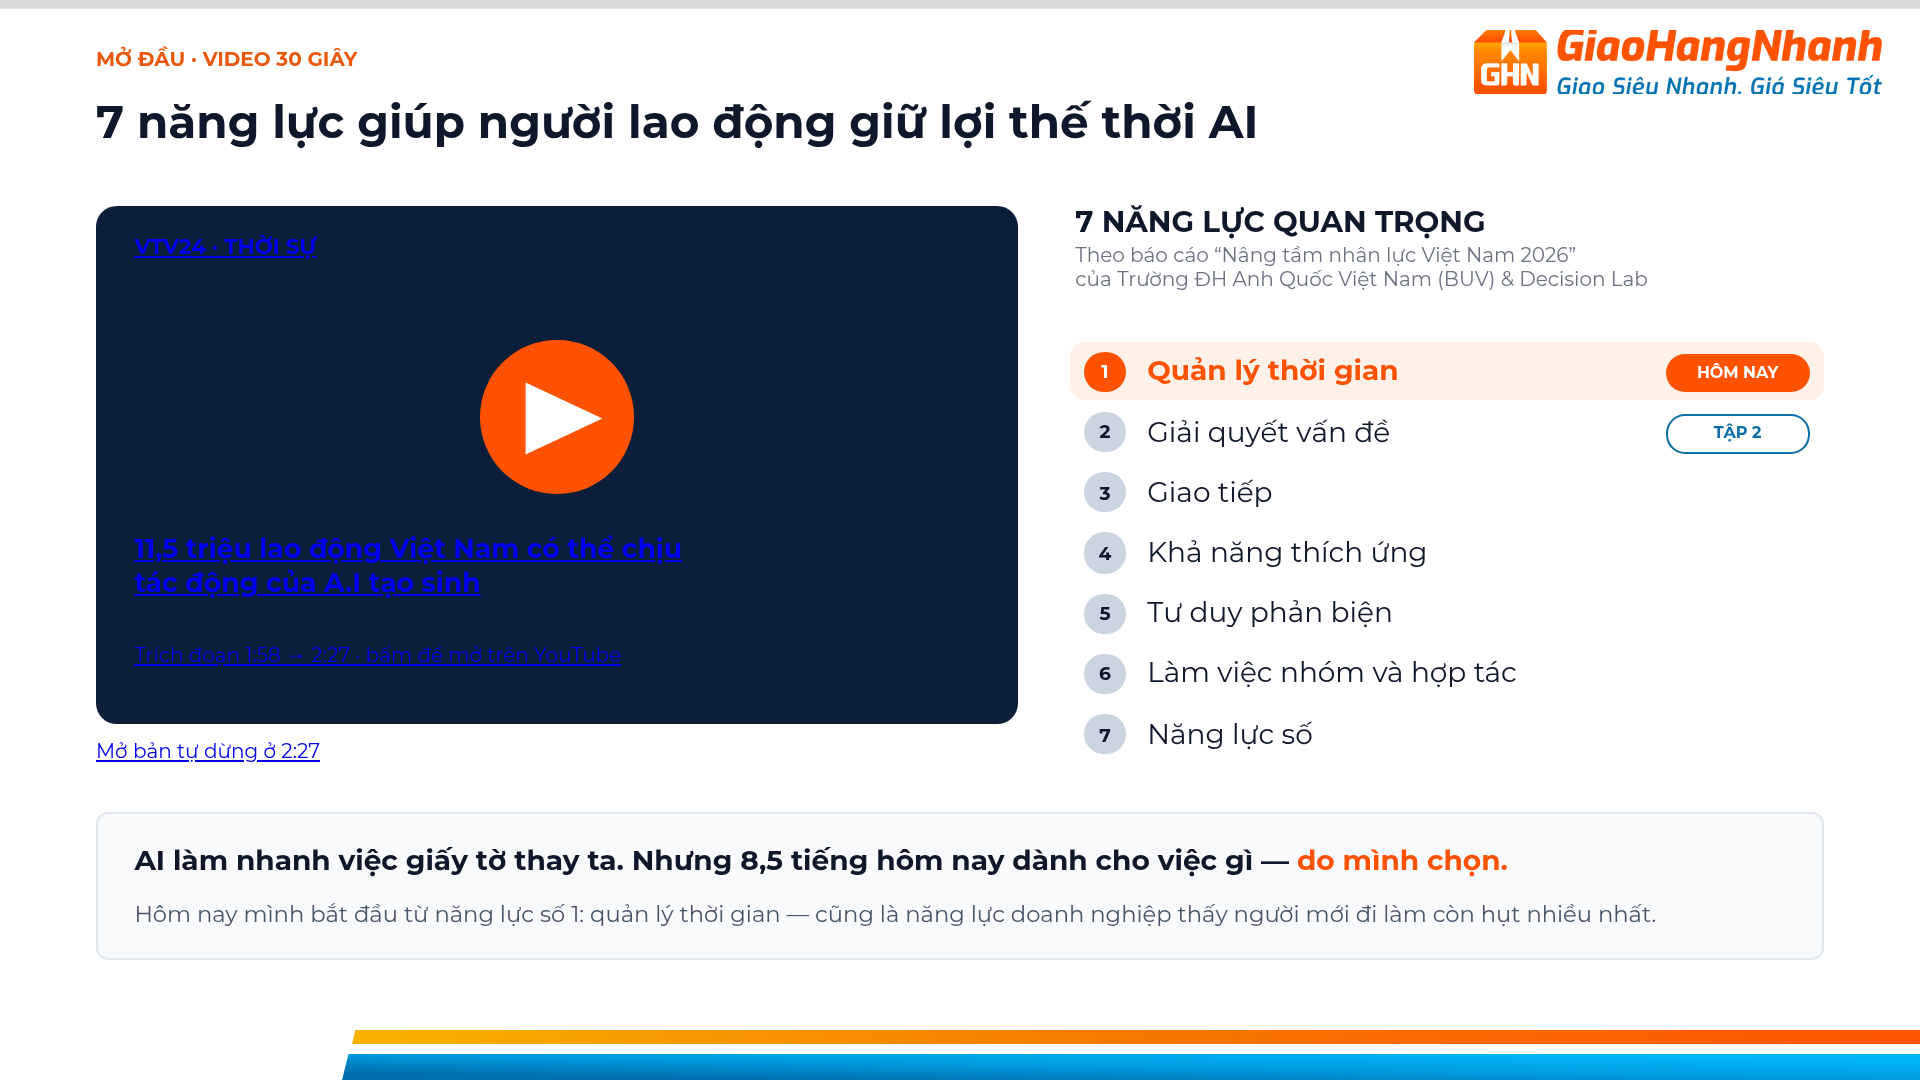 MỞ ĐẦU · VIDEO 30 GIÂY
GHN
GiaoHangNhanh
Giao Siêu Nhanh. Giá Siêu Tốt
7 năng lực giúp người lao động giữ lợi thế thời AI
VTV24 · THỜI SỰ
11,5 triệu lao động Việt Nam có thể chịu
tác động của A.I tạo sinh
Trích đoạn 1:58 – 2:27 · bấm để mở trên YouTube
Mở bản tự dừng ở 2:27
7 NĂNG LỰC QUAN TRỌNG
Theo báo cáo “Nâng tầm nhân lực Việt Nam 2026”
của Trường ĐH Anh Quốc Việt Nam (BUV) & Decision Lab
1 Quản lý thời gian HÔM NAY
2 Giải quyết vấn đề TẬP 2
3 Giao tiếp
4 Khả năng thích ứng
5 Tư duy phản biện
6 Làm việc nhóm và hợp tác
7 Năng lực số
AI làm nhanh việc giấy tờ thay ta. Nhưng 8,5 tiếng hôm nay dành cho việc gì — do mình chọn.
Hôm nay mình bắt đầu từ năng lực số 1: quản lý thời gian — cũng là năng lực doanh nghiệp thấy người mới đi làm còn hụt nhiều nhất.